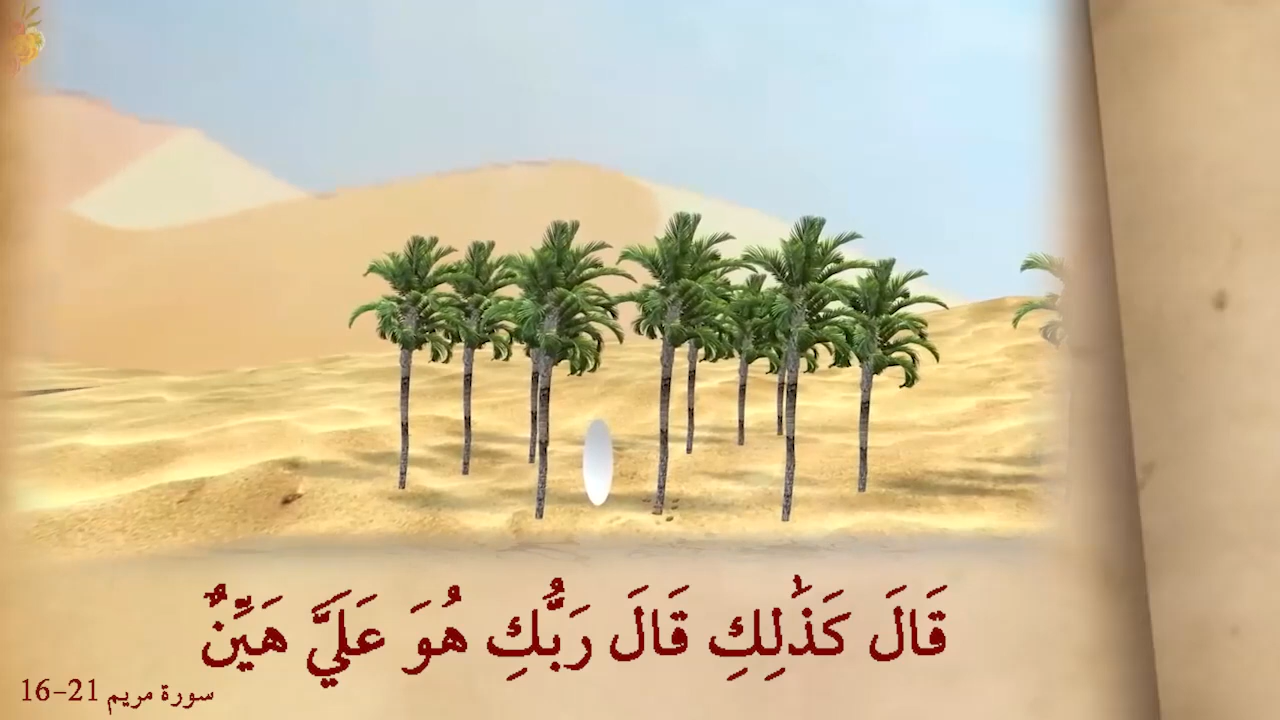 قَالَ كَذَٰلِكِ قَالَ رَبُّكِ هُوَ عَلَيَّ هَيِّنٌ
سورة مريم 21-16